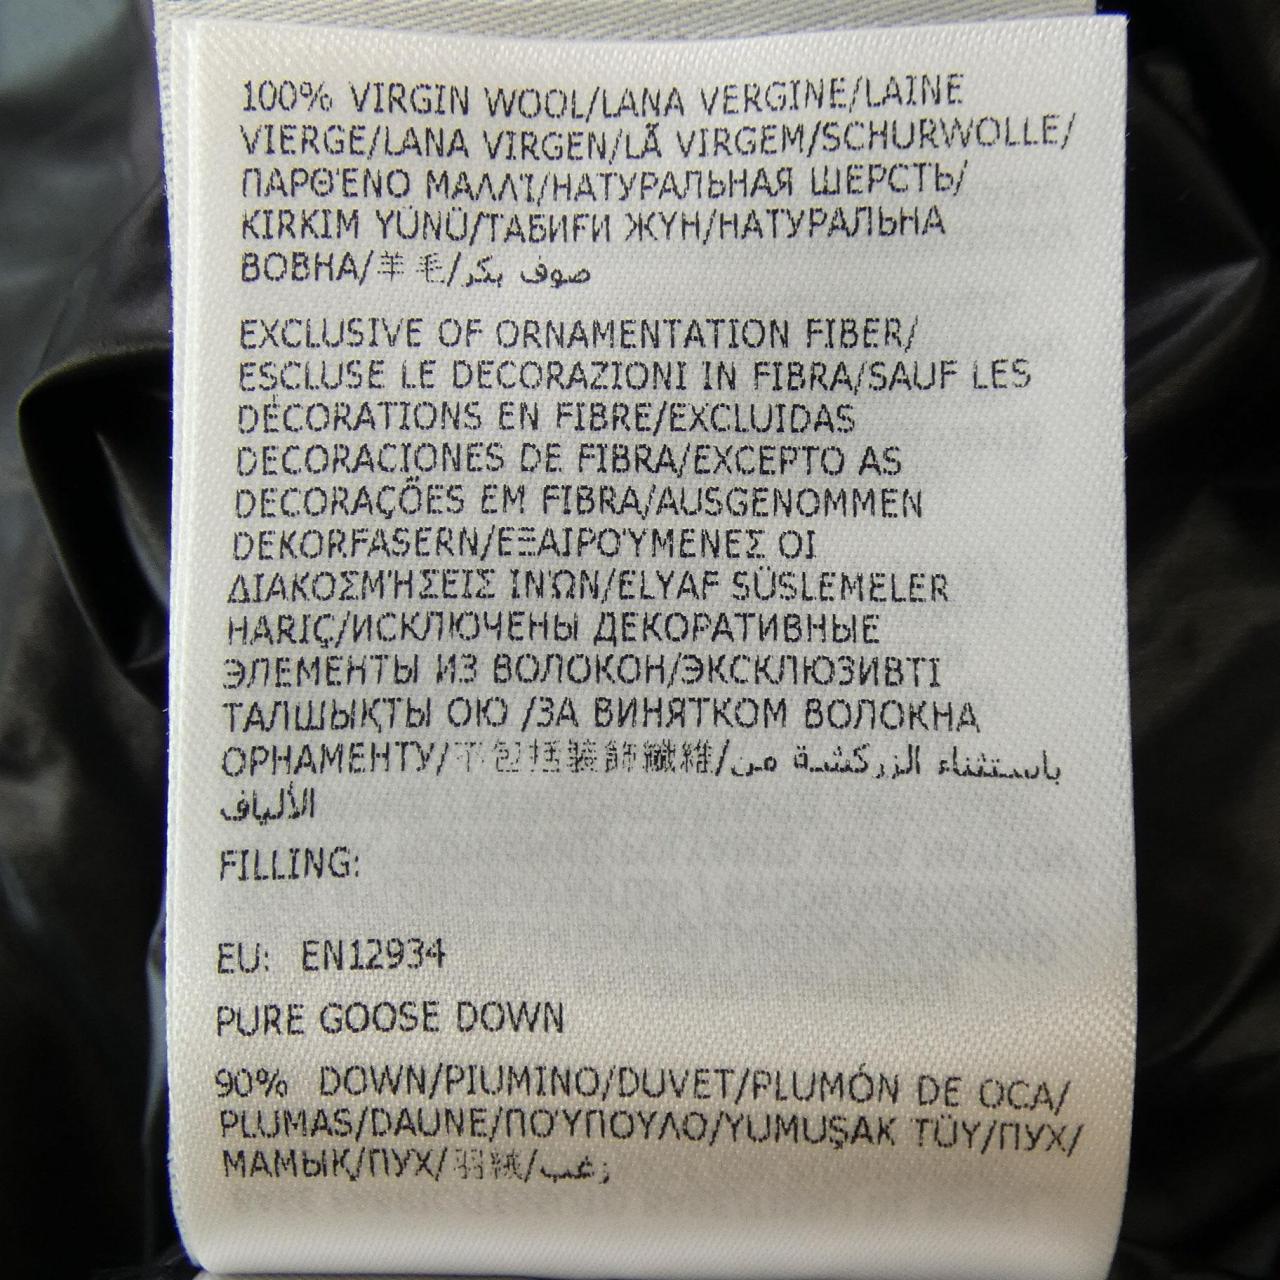 100% VIRGIN WOOL/LANA VERGINE/LAINE
VIERGE/LANA VIRGEN/LÃ VIRGEM/SCHURWOLLE/
ΠΑΡΘΈΝΟ ΜΑΛΛΊ/НАТУРАЛЬНАЯ ШЕРСТЬ/
KIRKIM YÜNÜ/ТАБИҒИ ЖҮН/НАТУРАЛЬНА
ВОВНА/羊毛/صوف بكر
EXCLUSIVE OF ORNAMENTATION FIBER/
ESCLUSE LE DECORAZIONI IN FIBRA/SAUF LES
DÉCORATIONS EN FIBRE/EXCLUIDAS
DECORACIONES DE FIBRA/EXCEPTO AS
DECORAÇÕES EM FIBRA/AUSGENOMMEN
DEKORFASERN/ΕΞΑΙΡΟΎΜΕΝΕΣ ΟΙ
ΔΙΑΚΟΣΜΉΣΕΙΣ ΙΝΏΝ/ELYAF SÜSLEMELER
HARIÇ/ИСКЛЮЧЕНЫ ДЕКОРАТИВНЫЕ
ЭЛЕМЕНТЫ ИЗ ВОЛОКОН/ЭКСКЛЮЗИВТІ
ТАЛШЫҚТЫ ОЮ /ЗА ВИНЯТКОМ ВОЛОКНА
ОРНАМЕНТУ/不包括装飾纖維/باستثناء الزركشة من
الألياف
FILLING:
EU: EN12934
PURE GOOSE DOWN
90% DOWN/PIUMINO/DUVET/PLUMÓN DE OCA/
PLUMAS/DAUNE/ΠΟΎΠΟΥΛΟ/YUMUŞAK TÜY/ПУХ/
МАМЫҚ/ПУХ/羽絨/زغب